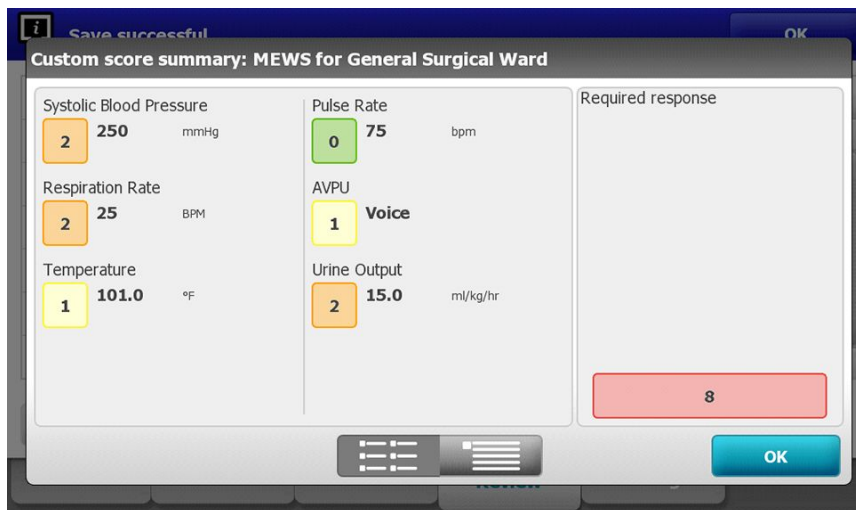 i Save successful OK
Custom score summary: MEWS for General Surgical Ward
Systolic Blood Pressure
2 250 mmHg
Respiration Rate
2 25 BPM
Temperature
1 101.0 °F
Pulse Rate
0 75 bpm
AVPU
1 Voice
Urine Output
2 15.0 ml/kg/hr
Required response
8
OK
Review